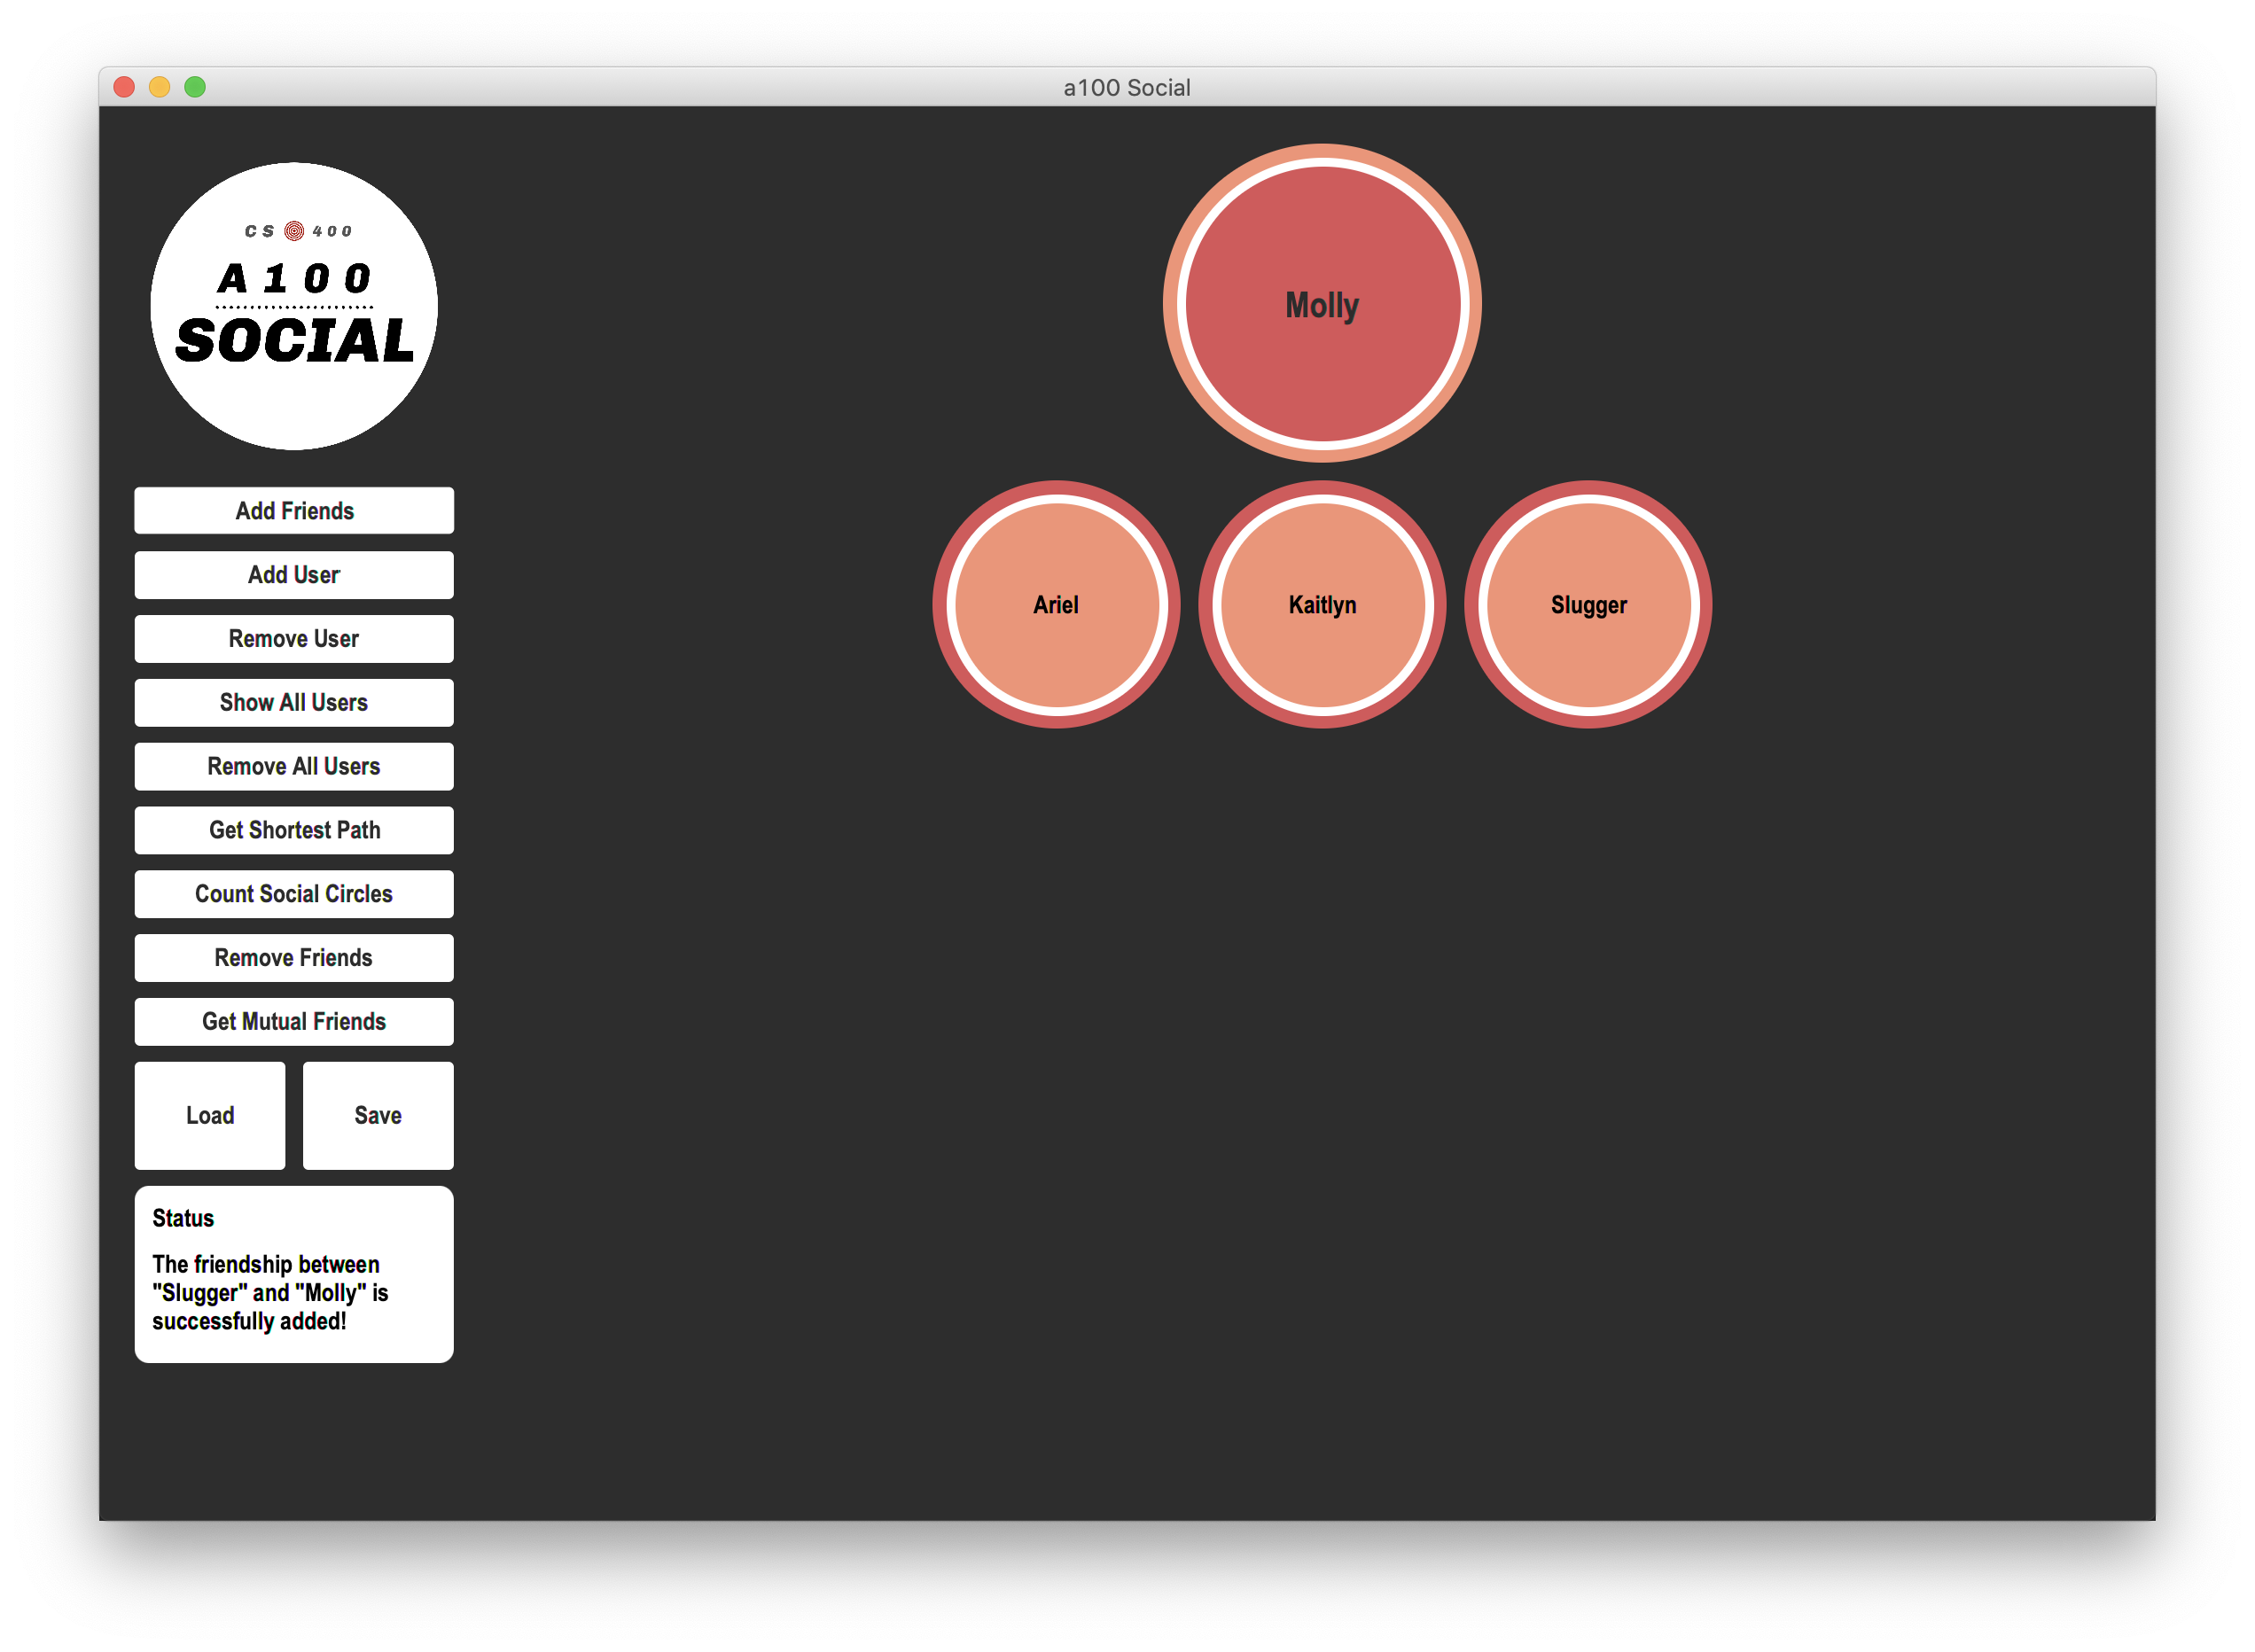 a100 Social
CS 400
A100
SOCIAL
Add Friends
Add User
Remove User
Show All Users
Remove All Users
Get Shortest Path
Count Social Circles
Remove Friends
Get Mutual Friends
Load
Save
Status
The friendship between
"Slugger" and "Molly" is
successfully added!
Molly
Ariel
Kaitlyn
Slugger